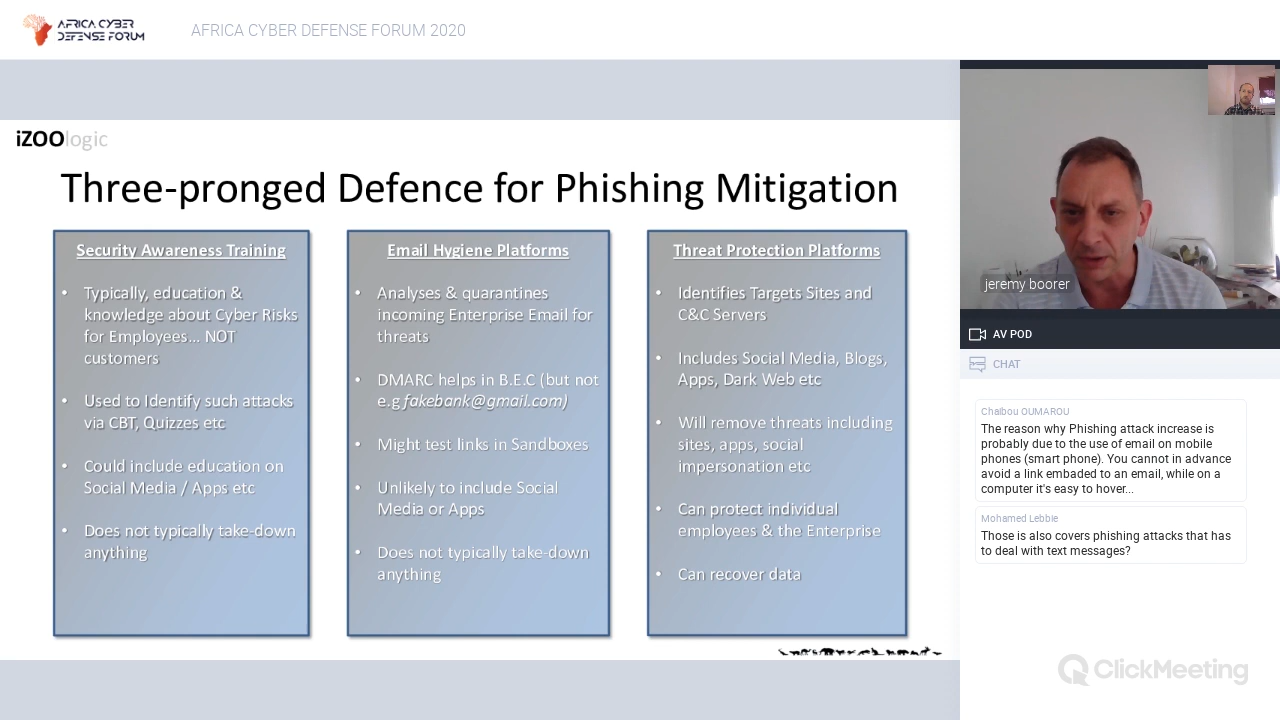 AFRICA CYBER
DEFENSE FORUM
AFRICA CYBER DEFENSE FORUM 2020
iZOOlogic
Three-pronged Defence for Phishing Mitigation
Security Awareness Training
• Typically, education &
knowledge about Cyber Risks
for Employees... NOT
customers
• Used to Identify such attacks
via CBT, Quizzes etc
• Could include education on
Social Media / Apps etc
• Does not typically take-down
anything
Email Hygiene Platforms
• Analyses & quarantines
incoming Enterprise Email for
threats
• DMARC helps in B.E.C (but not
e.g fakebank@gmail.com)
• Might test links in Sandboxes
• Unlikely to include Social
Media or Apps
• Does not typically take-down
anything
Threat Protection Platforms
• Identifies Targets Sites and
C&C Servers
• Includes Social Media, Blogs,
Apps, Dark Web etc
• Will remove threats including
sites, apps, social
impersonation etc
• Can protect individual
employees & the Enterprise
• Can recover data
jeremy boorer
AV POD
CHAT
Chaibou OUMAROU
The reason why Phishing attack increase is
probably due to the use of email on mobile
phones (smart phone). You cannot in advance
avoid a link embaded to an email, while on a
computer it's easy to hover...
Mohamed Lebbie
Those is also covers phishing attacks that has
to deal with text messages?
ClickMeeting